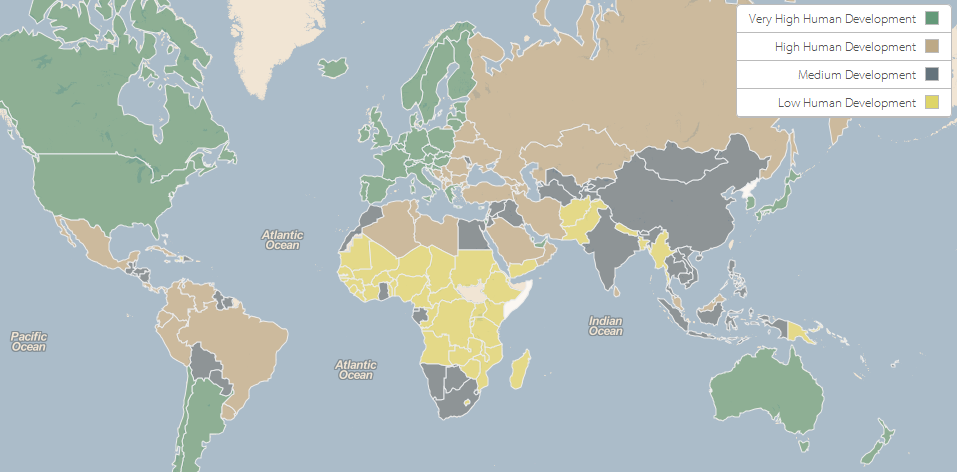 Very High Human Development
High Human Development
Medium Development
Low Human Development
Atlantic
Ocean
Pacific
Ocean
Indian
Ocean
Atlantic
Ocean